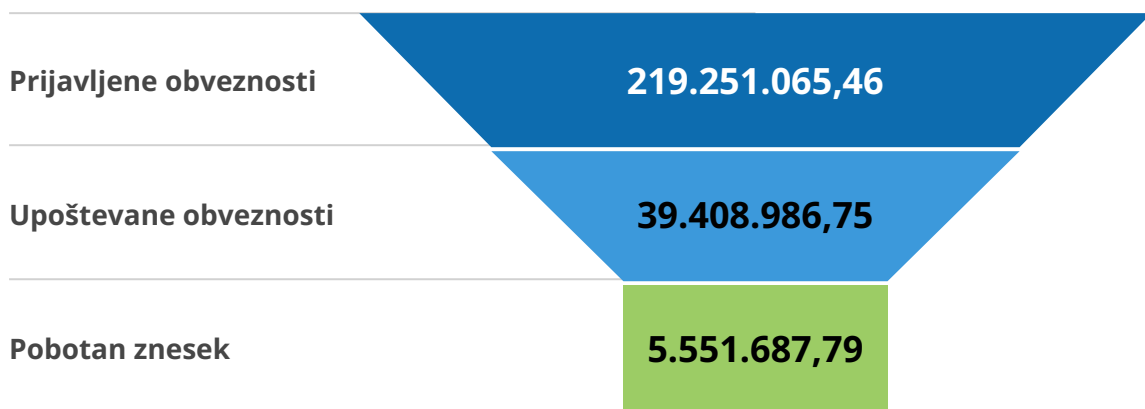 Prijavljene obveznosti 219.251.065,46
Upoštevane obveznosti 39.408.986,75
Pobotan znesek 5.551.687,79